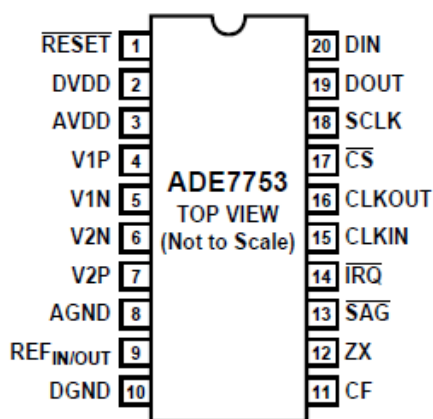 RESET 1 20 DIN
DVDD 2 19 DOUT
AVDD 3 18 SCLK
V1P 4 17 CS
V1N 5 16 CLKOUT
V2N 6 15 CLKIN
V2P 7 14 IRQ
AGND 8 13 SAG
REFIN/OUT 9 12 ZX
DGND 10 11 CF
ADE7753
TOP VIEW
(Not to Scale)